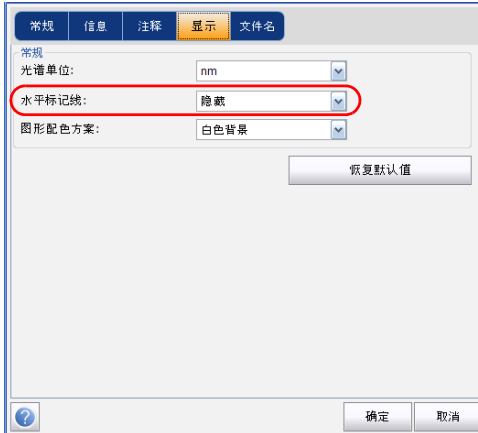 常规 信息 注释 显示 文件名
常规
光谱单位: nm
水平标记线: 隐藏
图形配色方案: 白色背景
恢复默认值
? 确定 取消